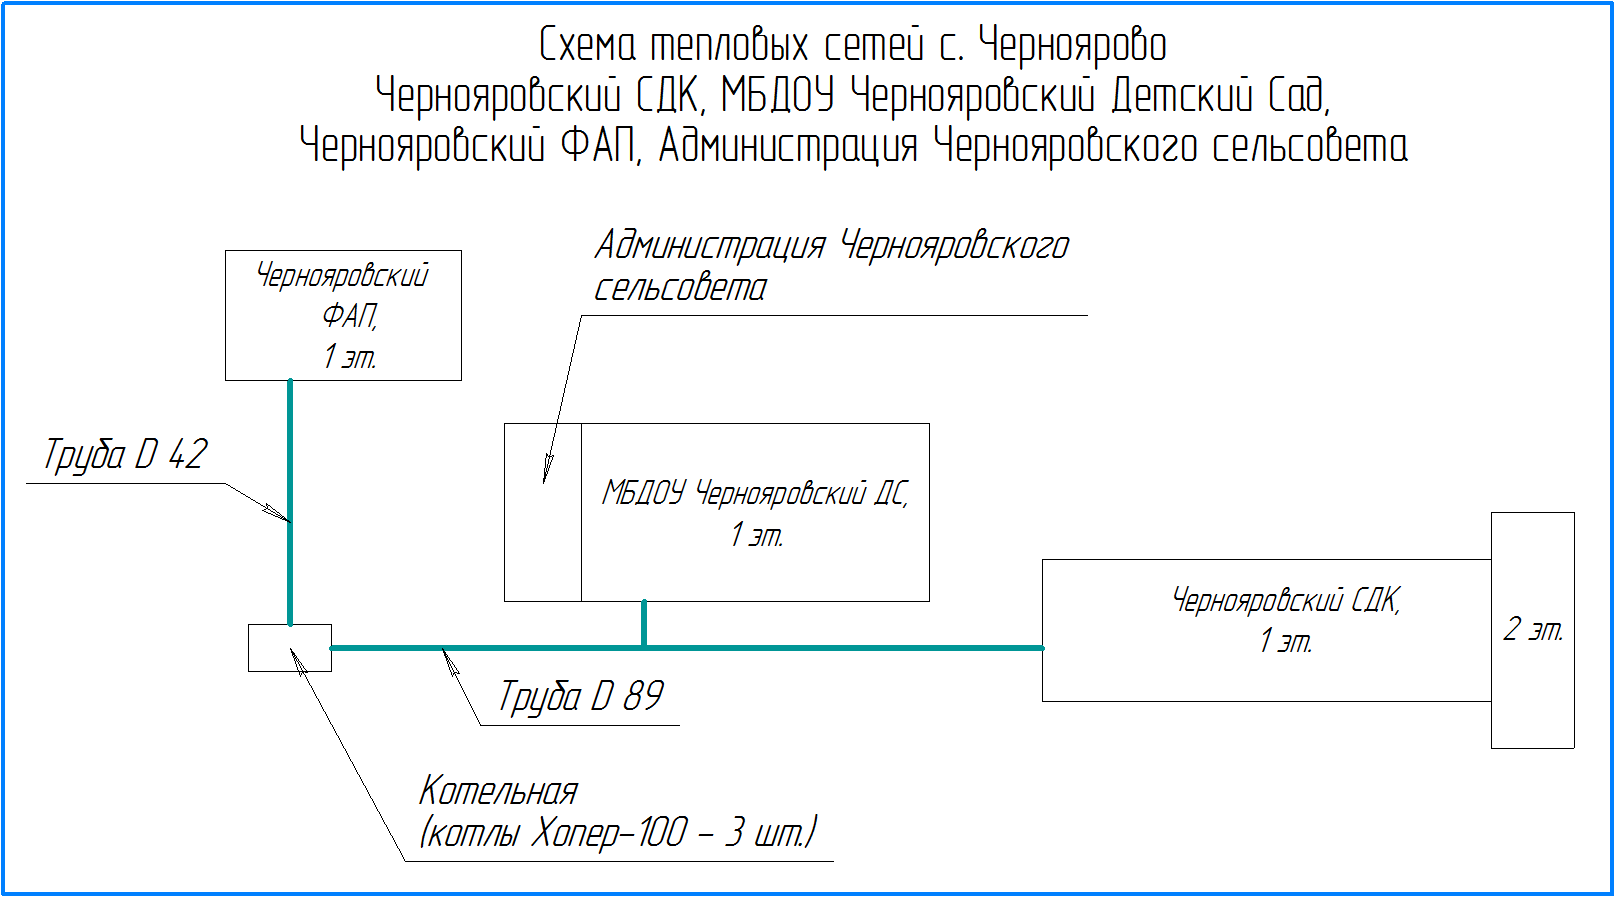 Схема тепловых сетей с. Черноярово
Чернояровский СДК, МБДОУ Чернояровский Детский Сад,
Чернояровский ФАП, Администрация Чернояровского сельсовета
Администрация Чернояровского
сельсовета
Чернояровский
ФАП,
1 эт.
Труба D 42
МБДОУ Чернояровский ДС,
1 эт.
Чернояровский СДК,
1 эт.
2 эт.
Труба D 89
Котельная
(котлы Хопер-100 - 3 шт.)